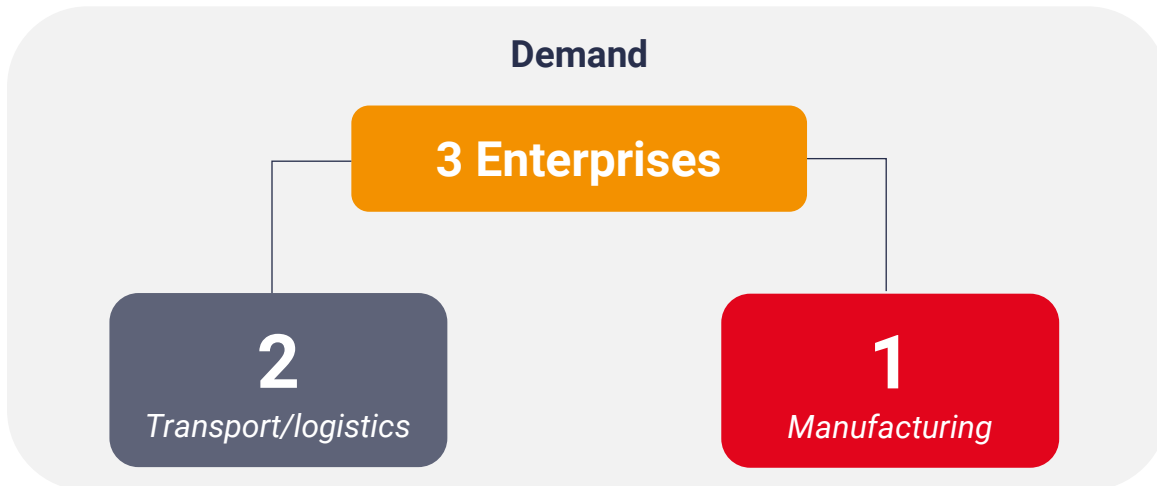 Demand
3 Enterprises
2
Transport/logistics
1
Manufacturing